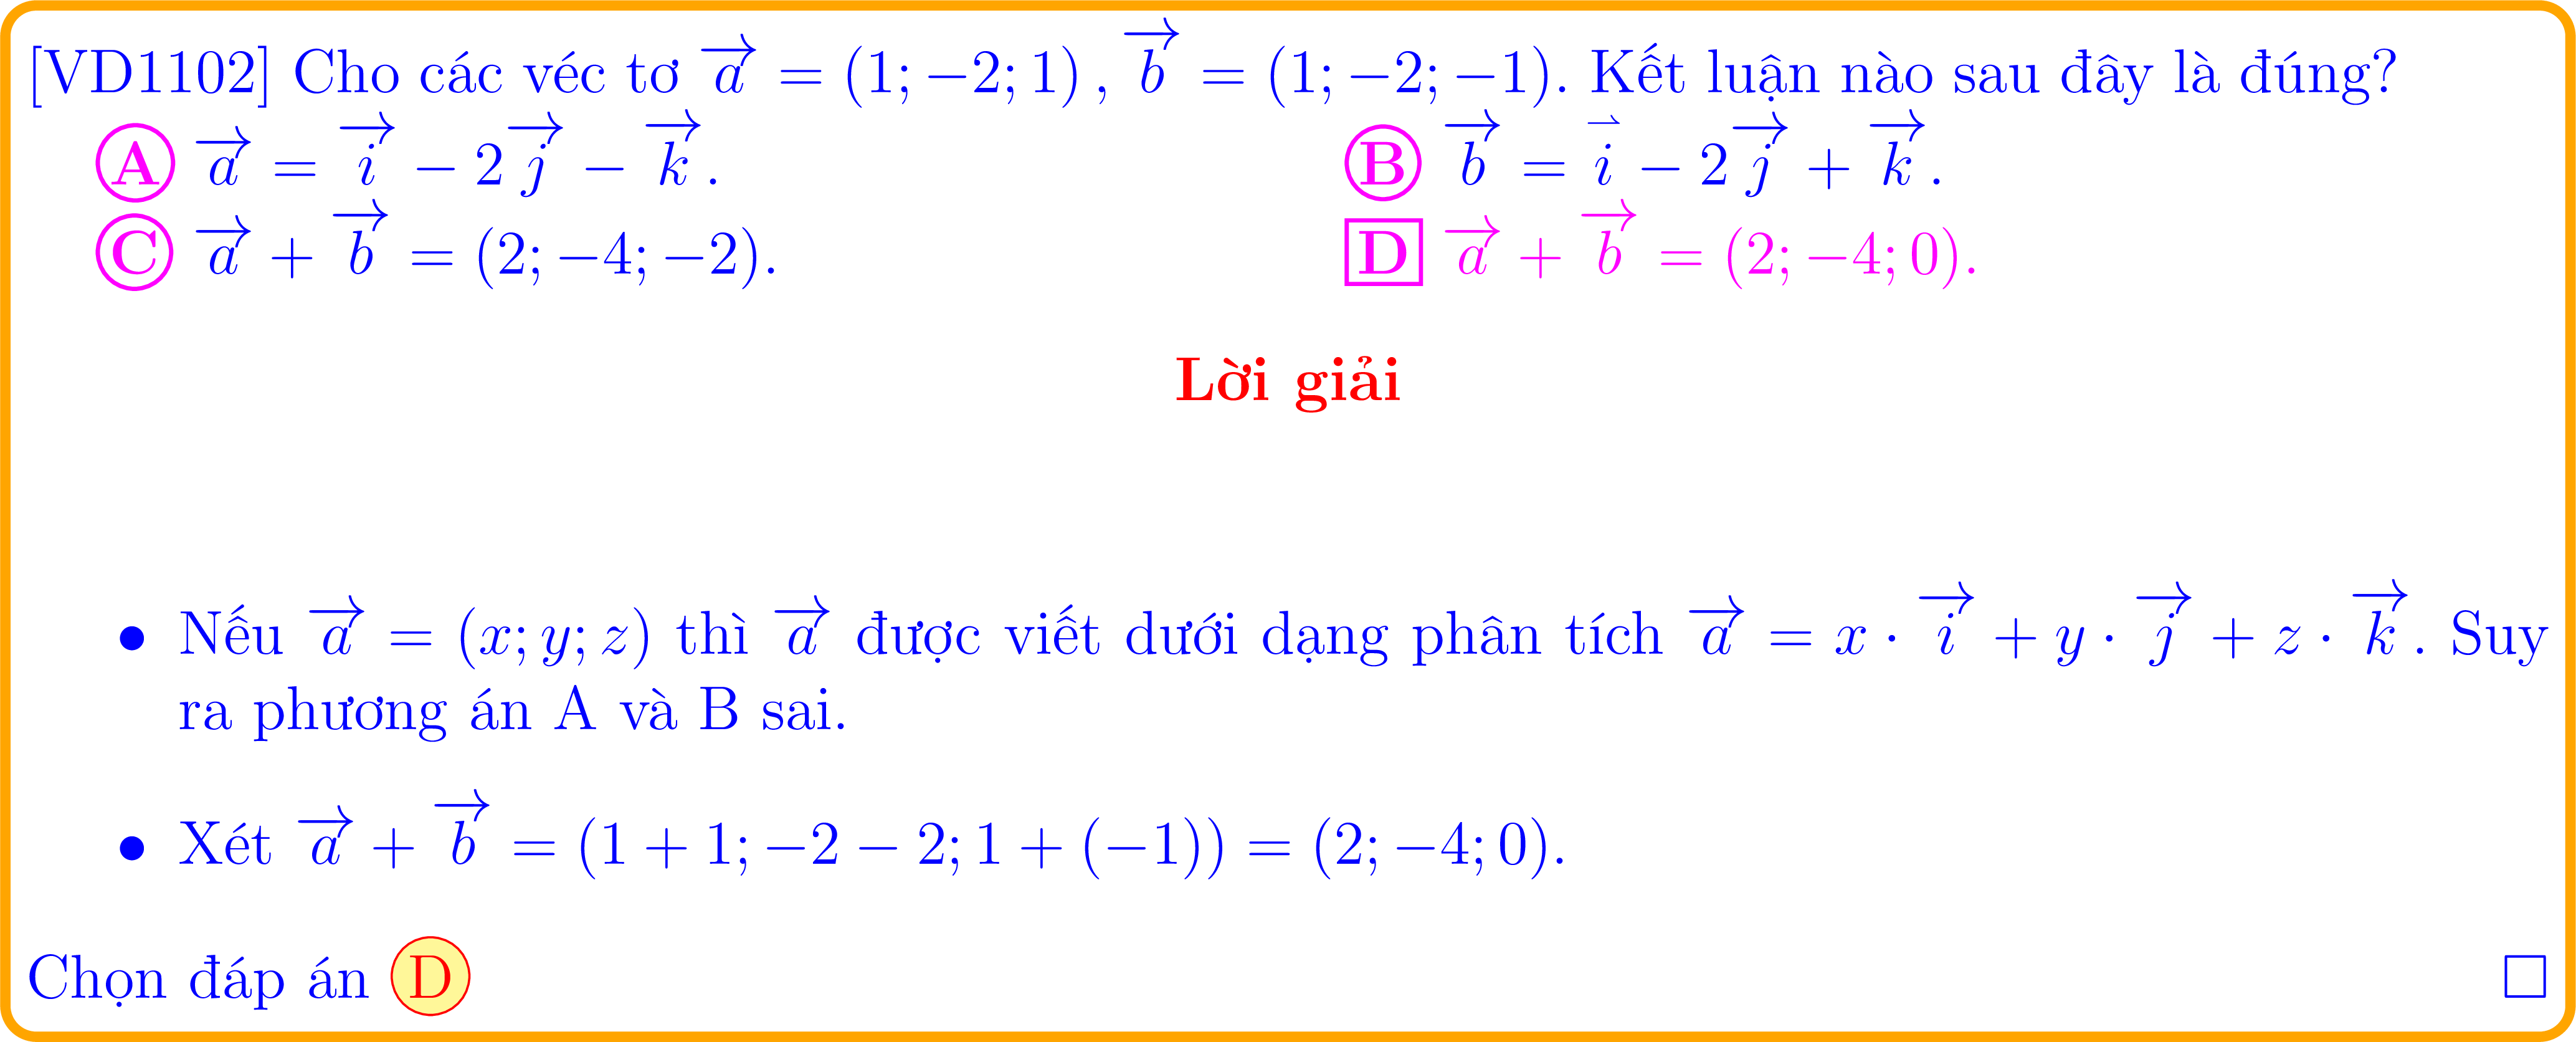 [VD1102] Cho các véc tơ $\overrightarrow{a} = (1; -2; 1), \overrightarrow{b} = (1; -2; -1)$. Kết luận nào sau đây là đúng?
Ⓐ $\overrightarrow{a} = \overrightarrow{i} - 2\overrightarrow{j} - \overrightarrow{k}$. Ⓑ $\overrightarrow{b} = \overset{\rightharpoonup}{i} - 2\overrightarrow{j} + \overrightarrow{k}$.
Ⓒ $\overrightarrow{a} + \overrightarrow{b} = (2; -4; -2)$. $\boxed{\text{D}}$ $\overrightarrow{a} + \overrightarrow{b} = (2; -4; 0)$.
Lời giải
• Nếu $\overrightarrow{a} = (x; y; z)$ thì $\overrightarrow{a}$ được viết dưới dạng phân tích $\overrightarrow{a} = x \cdot \overrightarrow{i} + y \cdot \overrightarrow{j} + z \cdot \overrightarrow{k}$. Suy
ra phương án A và B sai.
• Xét $\overrightarrow{a} + \overrightarrow{b} = (1 + 1; -2 - 2; 1 + (-1)) = (2; -4; 0)$.
Chọn đáp án Ⓓ □